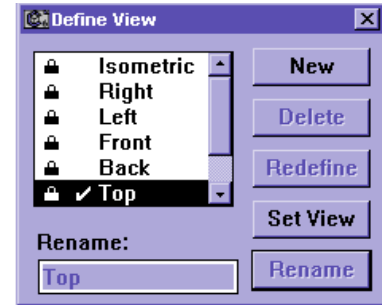 Define View
Isometric
Right
Left
Front
Back
Top
New
Delete
Redefine
Set View
Rename:
Top
Rename